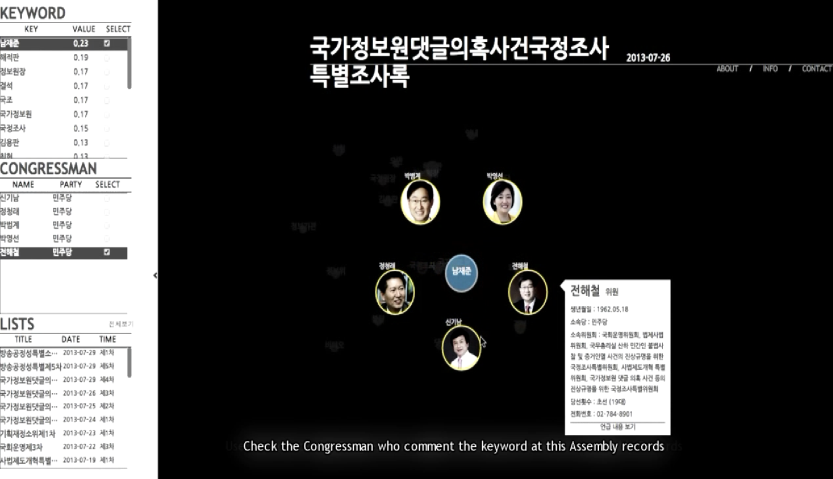 KEYWORD
KEY VALUE SELECT
남재준 0.23
해적판 0.19
정보원장 0.17
결석 0.17
국조 0.17
국가정보원 0.17
국정조사 0.15
김용판 0.13
0.13
CONGRESSMAN
NAME PARTY SELECT
신기남 민주당
정청래 민주당
박범계 민주당
박영선 민주당
전해철 민주당
LISTS 전체보기
TITLE DATE TIME
방송공정성특별소··· 2013-07-29 제1차
방송공정성특별제5차 2013-07-29 제5차
국가정보원댓글의··· 2013-07-29 제4차
국가정보원댓글의··· 2013-07-26 제3차
국가정보원댓글의··· 2013-07-25 제2차
국가정보원댓글의··· 2013-07-24 제1차
기획재정소위제1차 2013-07-23 제1차
국회운영제3차 2013-07-22 제3차
사법제도개혁특별··· 2013-07-19 제1차
국가정보원댓글의혹사건국정조사
특별조사록
2013-07-26
ABOUT / INFO / CONTACT
박범계
박영선
정청래
남재준
전해철
신기남
전해철 위원
생년월일 : 1962.05.18
소속당 : 민주당
소속위원회 : 국회운영위원회, 법제사법
위원회, 국무총리실 산하 민간인 불법사
찰 및 증거인멸 사건의 진상규명을 위한
국정조사특별위원회, 사법제도개혁 특별
위원회, 국가정보원 댓글 의혹 사건 등의
진상규명을 위한 국정조사특별위원회
당선횟수 : 초선 (19대)
전화번호 : 02-784-8901
언급 내용 보기
Check the Congressman who comment the keyword at this Assembly records